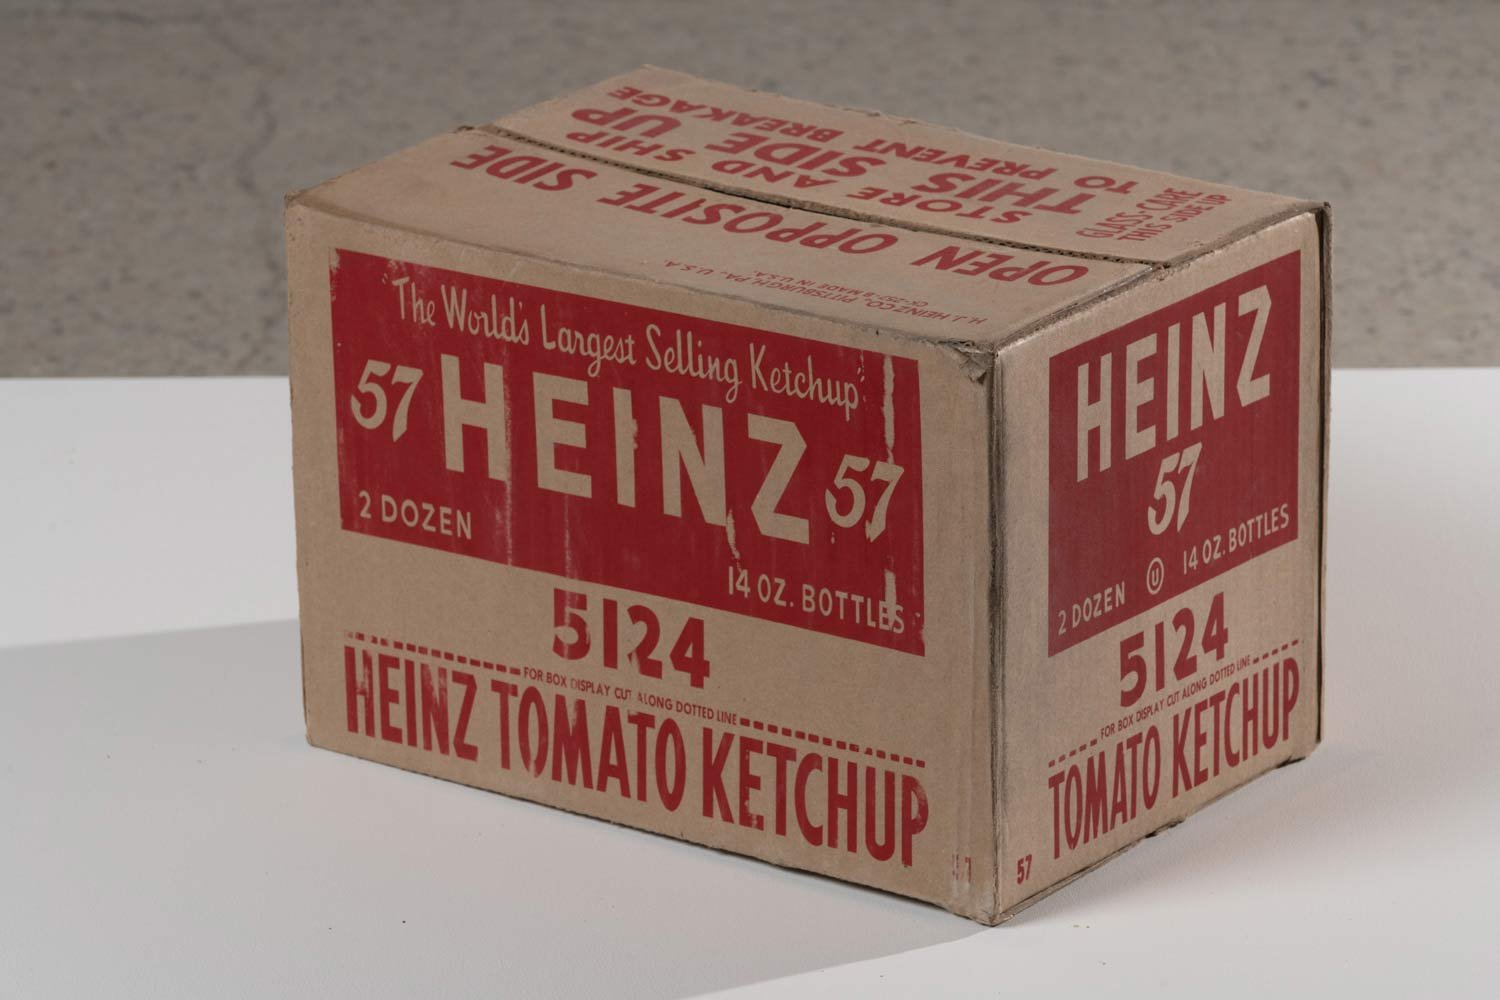 STORE AND SHIP
THIS SIDE UP
TO PREVENT BREAKAGE
GLASS-CARE
THIS SIDE UP
OPEN OPPOSITE SIDE
H. J. HEINZ CO., PITTSBURGH, PA., U.S.A.
MADE IN U.S.A.
"The World's Largest Selling Ketchup"
57 HEINZ 57
2 DOZEN
14 OZ. BOTTLES
5124
FOR BOX DISPLAY CUT ALONG DOTTED LINE
HEINZ TOMATO KETCHUP
57
HEINZ
57
2 DOZEN U 14 OZ. BOTTLES
5124
FOR BOX DISPLAY CUT ALONG DOTTED LINE
TOMATO KETCHUP
57